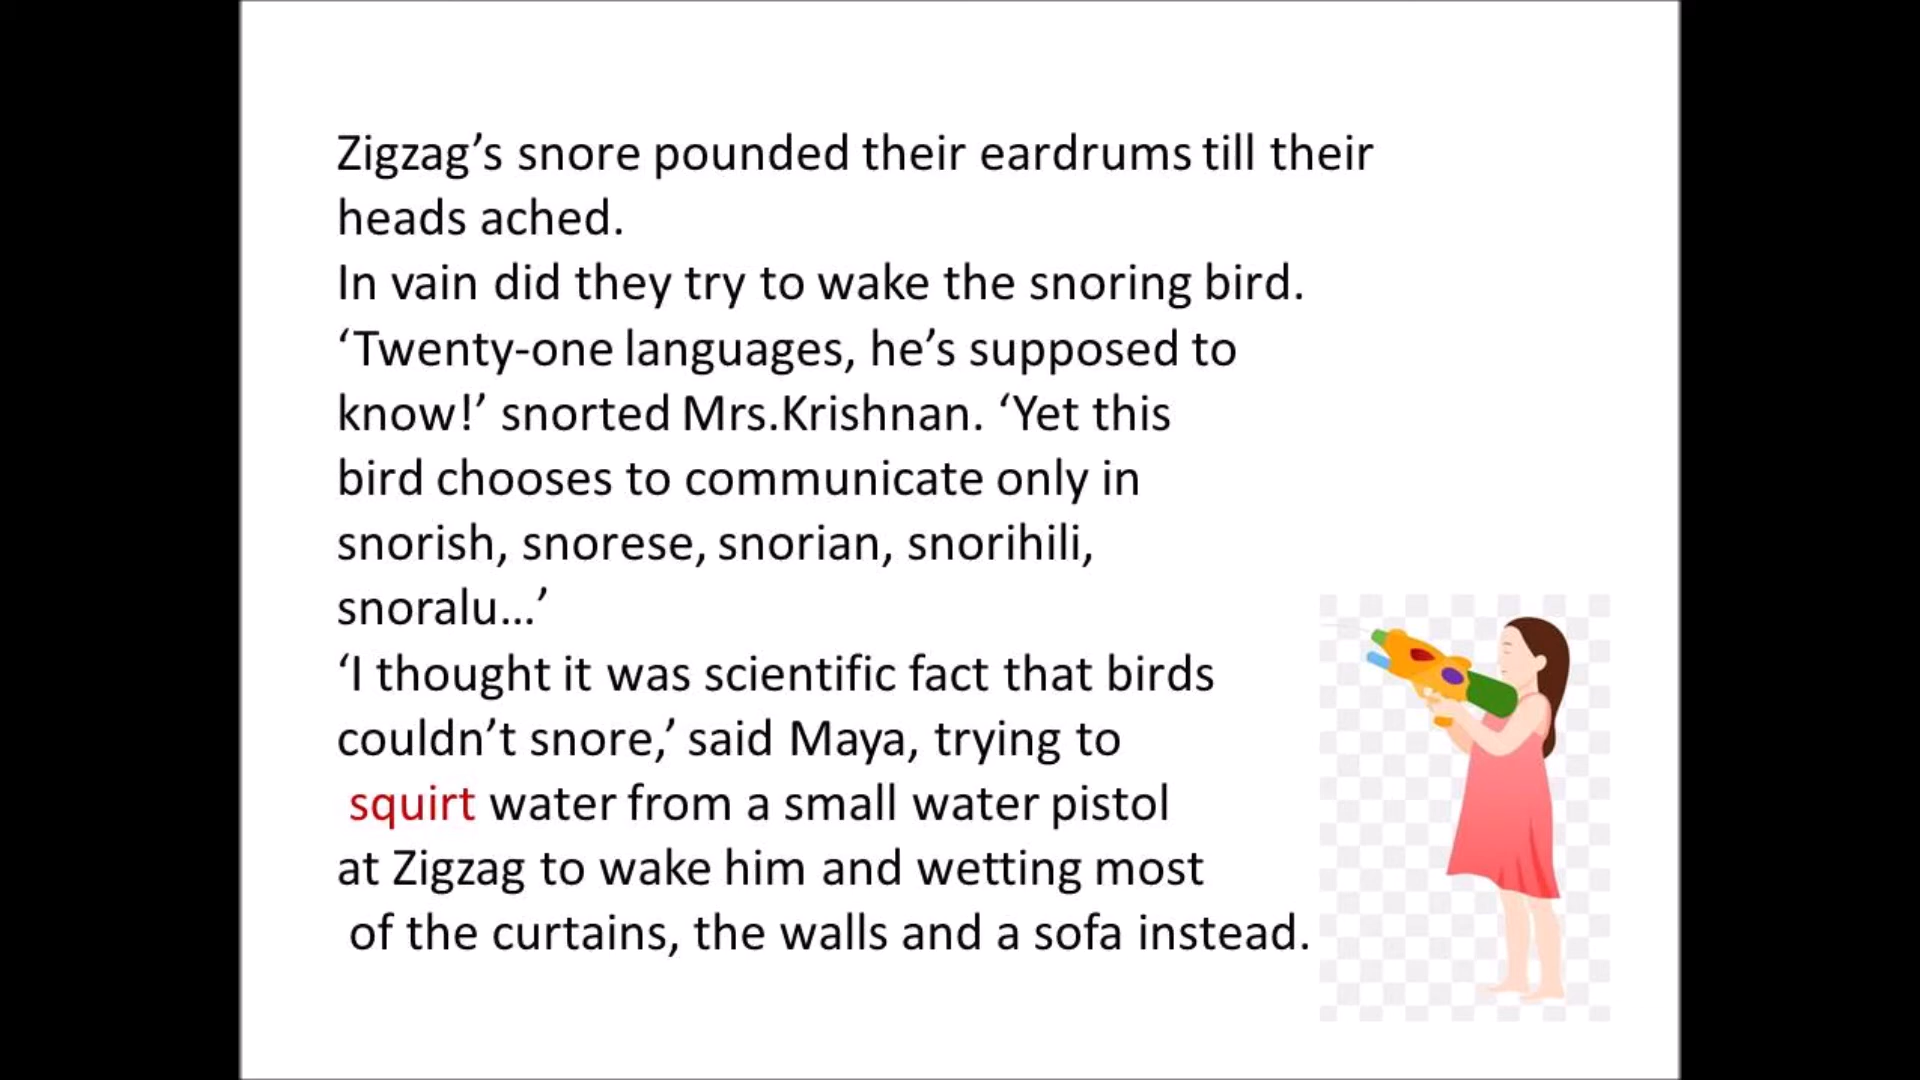 Zigzag’s snore pounded their eardrums till their
heads ached.
In vain did they try to wake the snoring bird.
‘Twenty-one languages, he’s supposed to
know!’ snorted Mrs.Krishnan. ‘Yet this
bird chooses to communicate only in
snorish, snorese, snorian, snorihili,
snoralu...’
‘I thought it was scientific fact that birds
couldn’t snore,’ said Maya, trying to
squirt water from a small water pistol
at Zigzag to wake him and wetting most
of the curtains, the walls and a sofa instead.